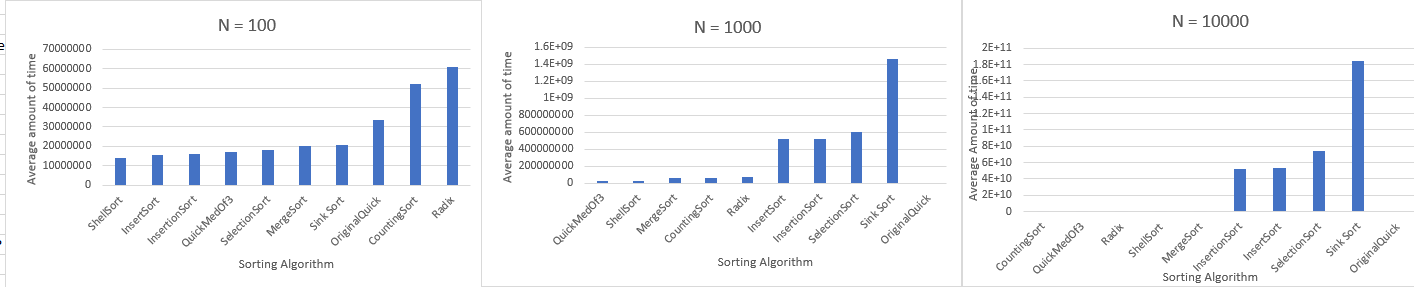 N = 100
Average amount of time
70000000
60000000
50000000
40000000
30000000
20000000
10000000
0
ShellSort
InsertSort
InsertionSort
QuickMedOf3
SelectionSort
MergeSort
Sink Sort
OriginalQuick
CountingSort
Radix
Sorting Algorithm
N = 1000
Average amount of time
1.6E+09
1.4E+09
1.2E+09
1E+09
800000000
600000000
400000000
200000000
0
QuickMedOf3
ShellSort
MergeSort
CountingSort
Radix
InsertSort
InsertionSort
SelectionSort
Sink Sort
OriginalQuick
Sorting Algorithm
N = 10000
Average Amount of time
2E+11
1.8E+11
1.6E+11
1.4E+11
1.2E+11
1E+11
8E+10
6E+10
4E+10
2E+10
0
CountingSort
QuickMedOf3
Radix
ShellSort
MergeSort
InsertionSort
InsertSort
SelectionSort
Sink Sort
OriginalQuick
Sorting Algorithm